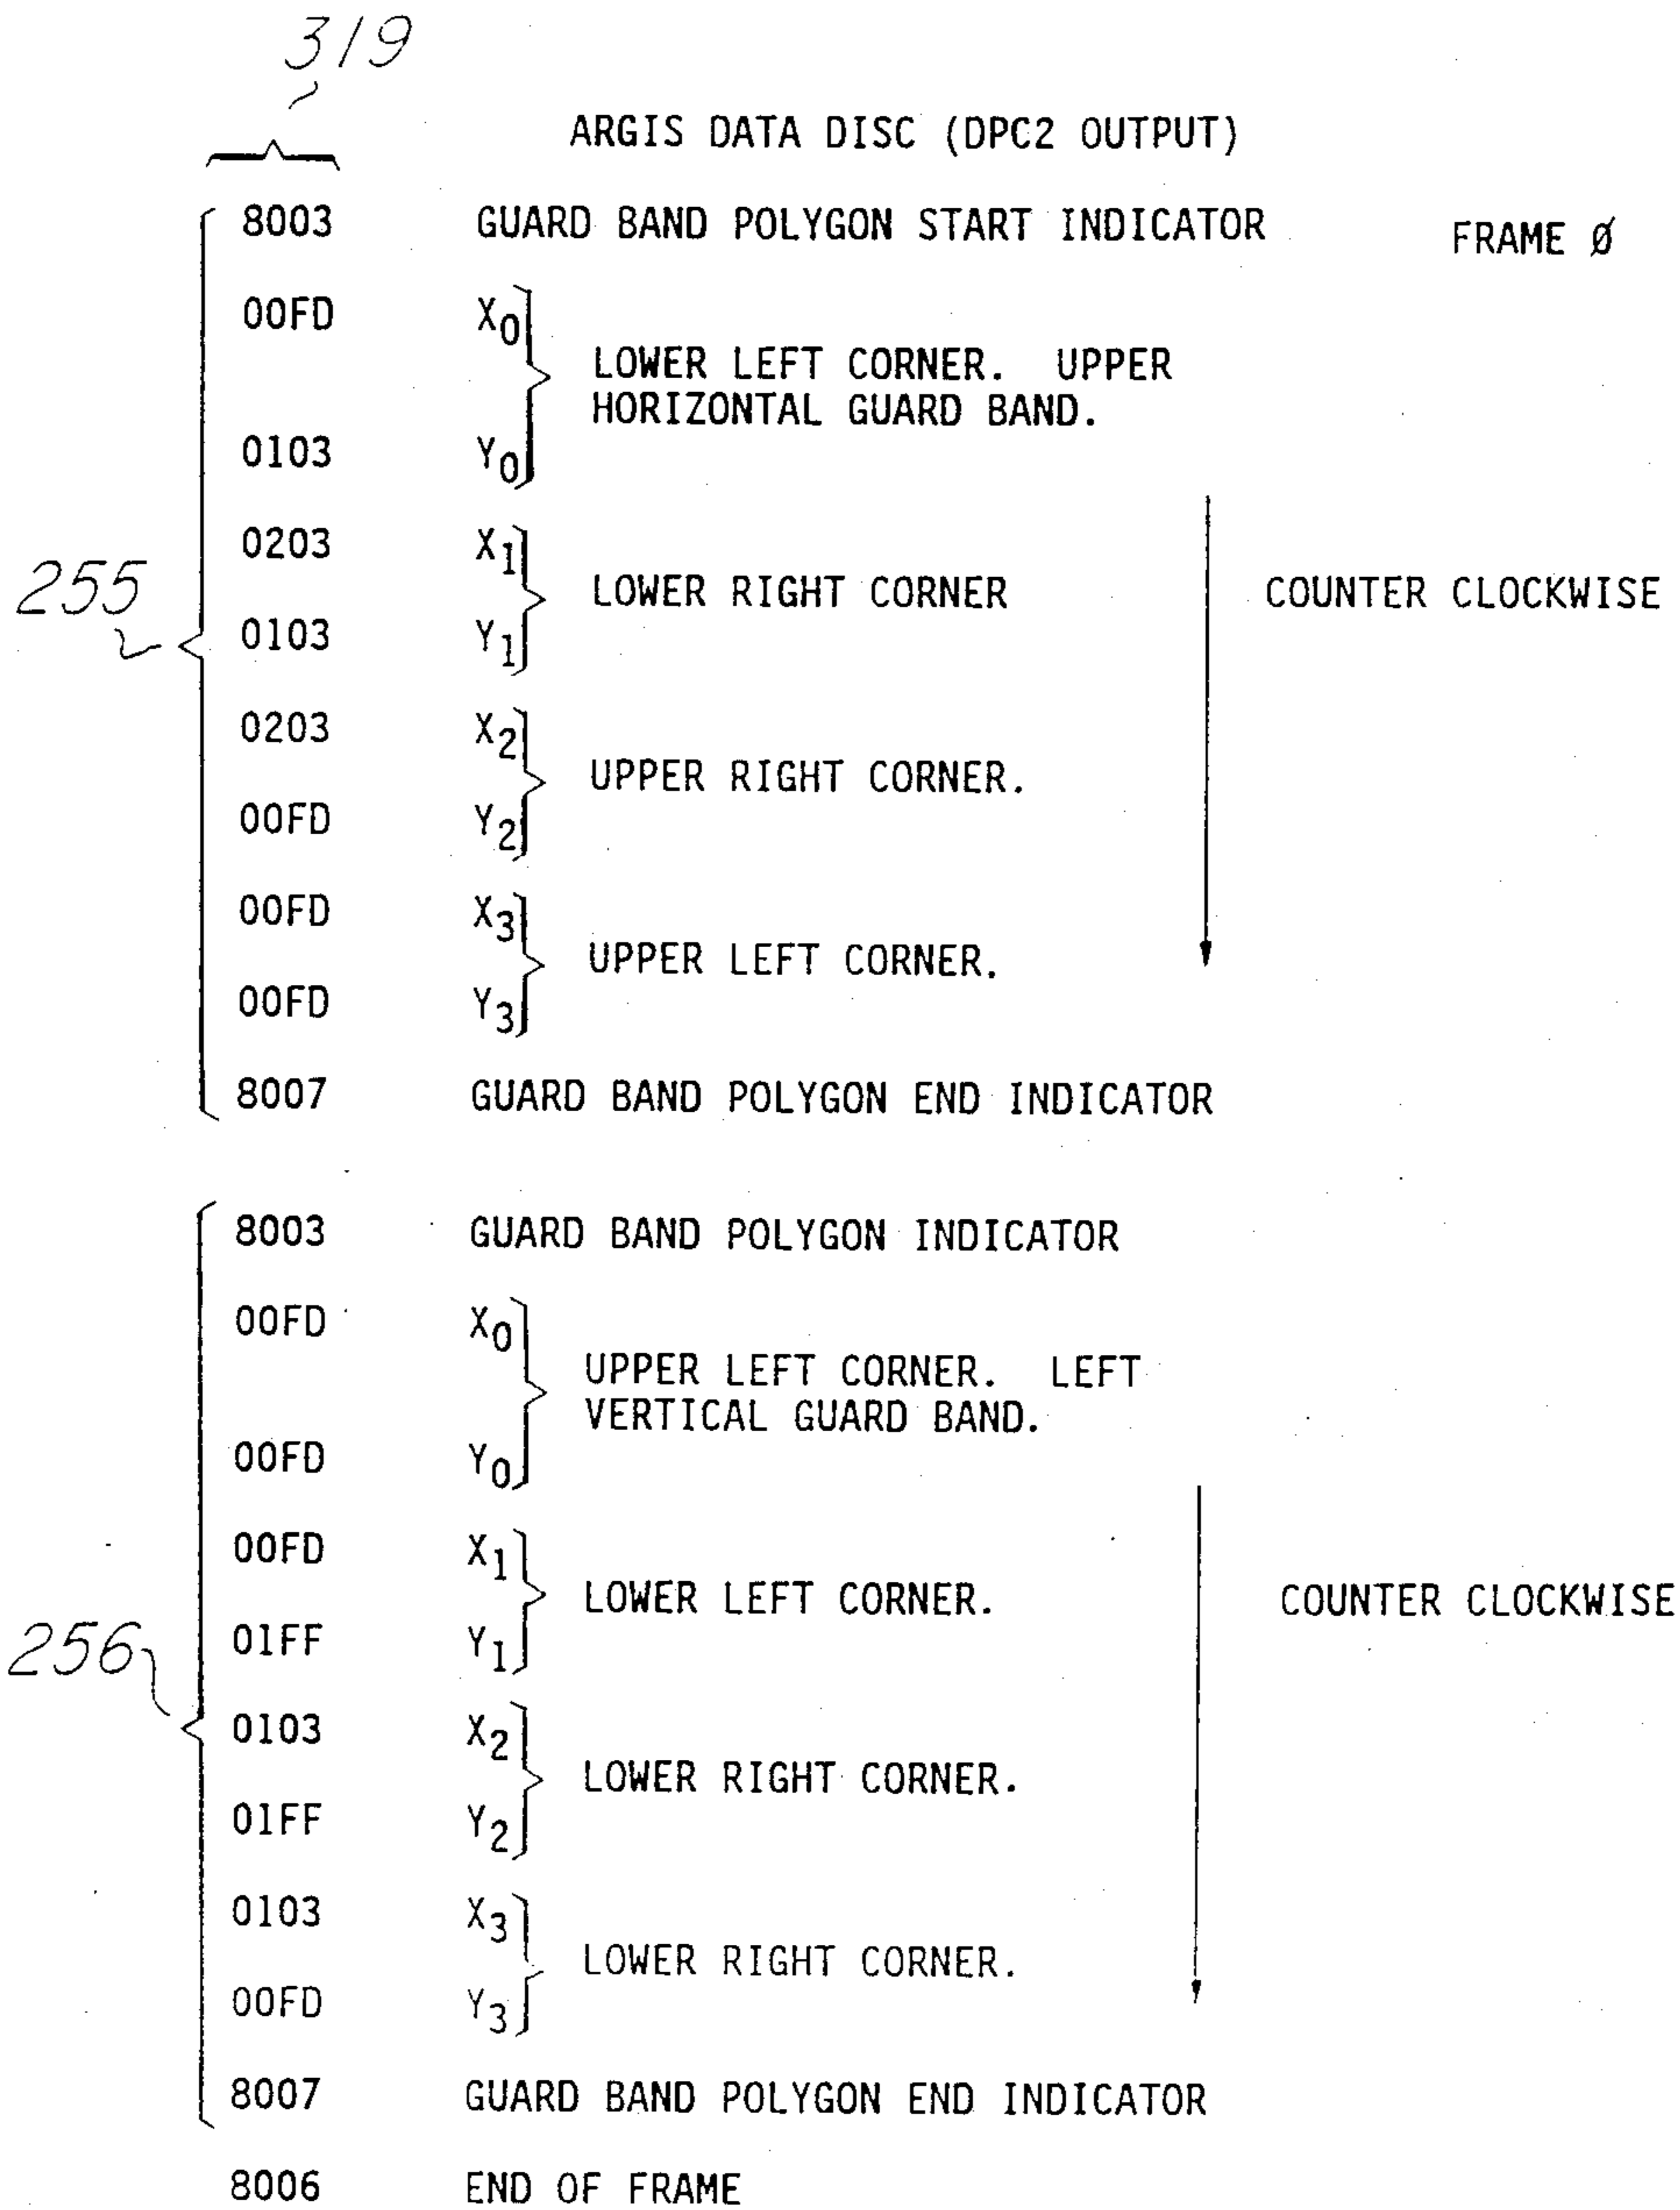 319
ARGIS DATA DISC (DPC2 OUTPUT)
8003 GUARD BAND POLYGON START INDICATOR FRAME Ø
00FD X0
LOWER LEFT CORNER. UPPER
HORIZONTAL GUARD BAND.
0103 Y0
0203 X1
255 LOWER RIGHT CORNER COUNTER CLOCKWISE
0103 Y1
0203 X2
UPPER RIGHT CORNER.
00FD Y2
00FD X3
UPPER LEFT CORNER.
00FD Y3
8007 GUARD BAND POLYGON END INDICATOR
8003 GUARD BAND POLYGON INDICATOR
00FD X0
UPPER LEFT CORNER. LEFT
VERTICAL GUARD BAND.
00FD Y0
00FD X1
LOWER LEFT CORNER. COUNTER CLOCKWISE
256 01FF Y1
0103 X2
LOWER RIGHT CORNER.
01FF Y2
0103 X3
LOWER RIGHT CORNER.
00FD Y3
8007 GUARD BAND POLYGON END INDICATOR
8006 END OF FRAME